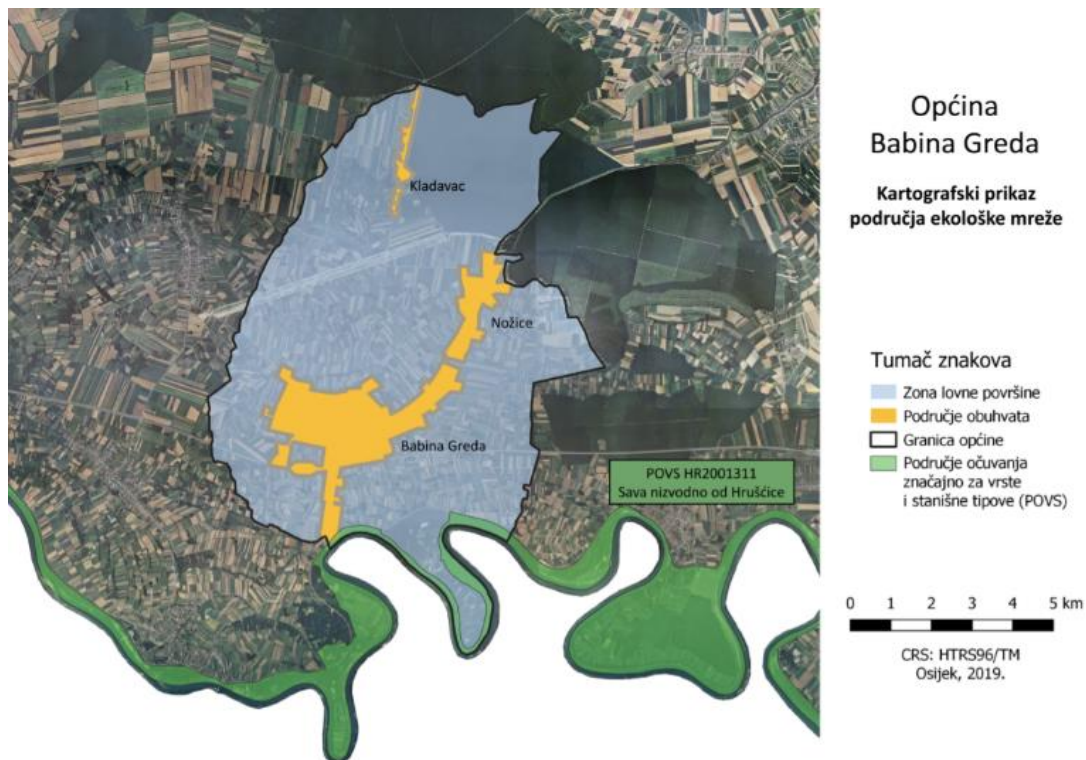 Općina
Babina Greda
Kartografski prikaz
područja ekološke mreže
Kladavac
Nožice
Babina Greda
POVS HR2001311
Sava nizvodno od Hrušćice
Tumač znakova
Zona lovne površine
Područje obuhvata
Granica općine
Područje očuvanja
značajno za vrste
i stanišne tipove (POVS)
0 1 2 3 4 5 km
CRS: HTRS96/TM
Osijek, 2019.